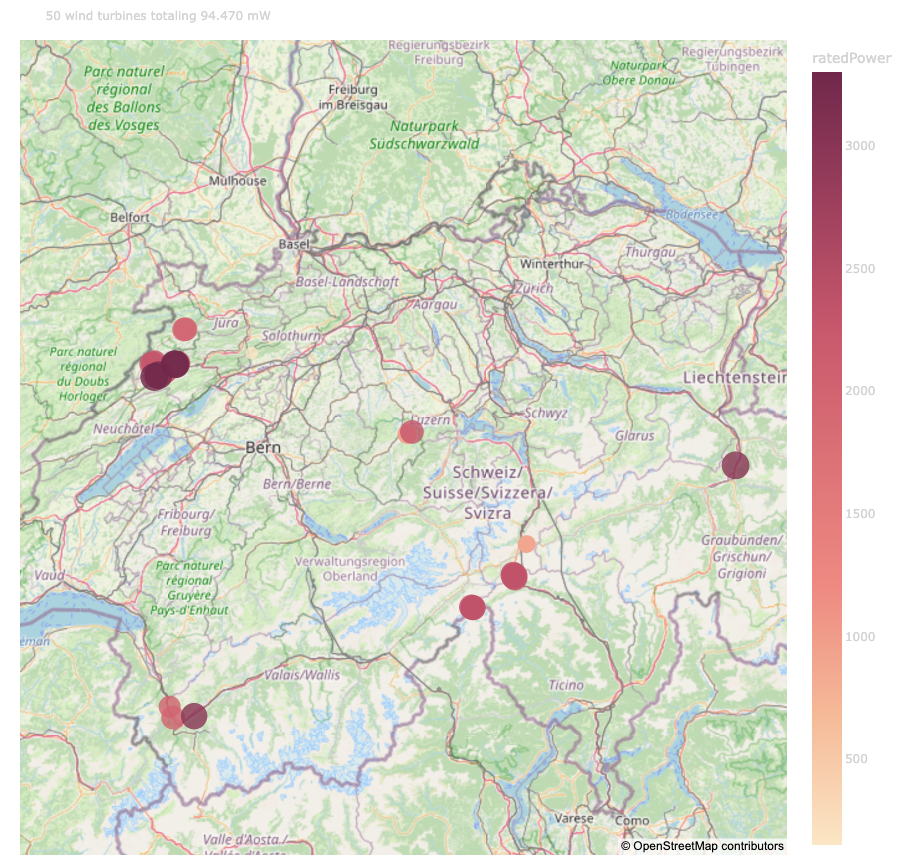 50 wind turbines totaling 94.470 mW
Regierungsbezirk
Freiburg
Regierungsbezirk
Tübingen
Parc naturel
régional
des Ballons
des Vosges
Naturpark
Obere Donau
Freiburg
im Breisgau
Naturpark
Südschwarzwald
Mulhouse
Belfort
Bodensee
Basel
Thurgau
Winterthur
Basel-Landschaft
Zürich
Aargau
Jura
Solothurn
Parc naturel
régional
du Doubs
Horloger
Liechtenstein
Luzern
Schwyz
Neuchâtel
Glarus
Bern
Schweiz/
Suisse/Svizzera/
Svizra
Bern/Berne
Fribourg/
Freiburg
Graubünden/
Grischun/
Grigioni
Verwaltungsregion
Oberland
Vaud
Parc naturel
régional
Gruyère
Pays-d'Enhaut
eman
Valais/Wallis
Ticino
Varese
Como
Valle d'Aosta /
© OpenStreetMap contributors
ratedPower
3000
2500
2000
1500
1000
500